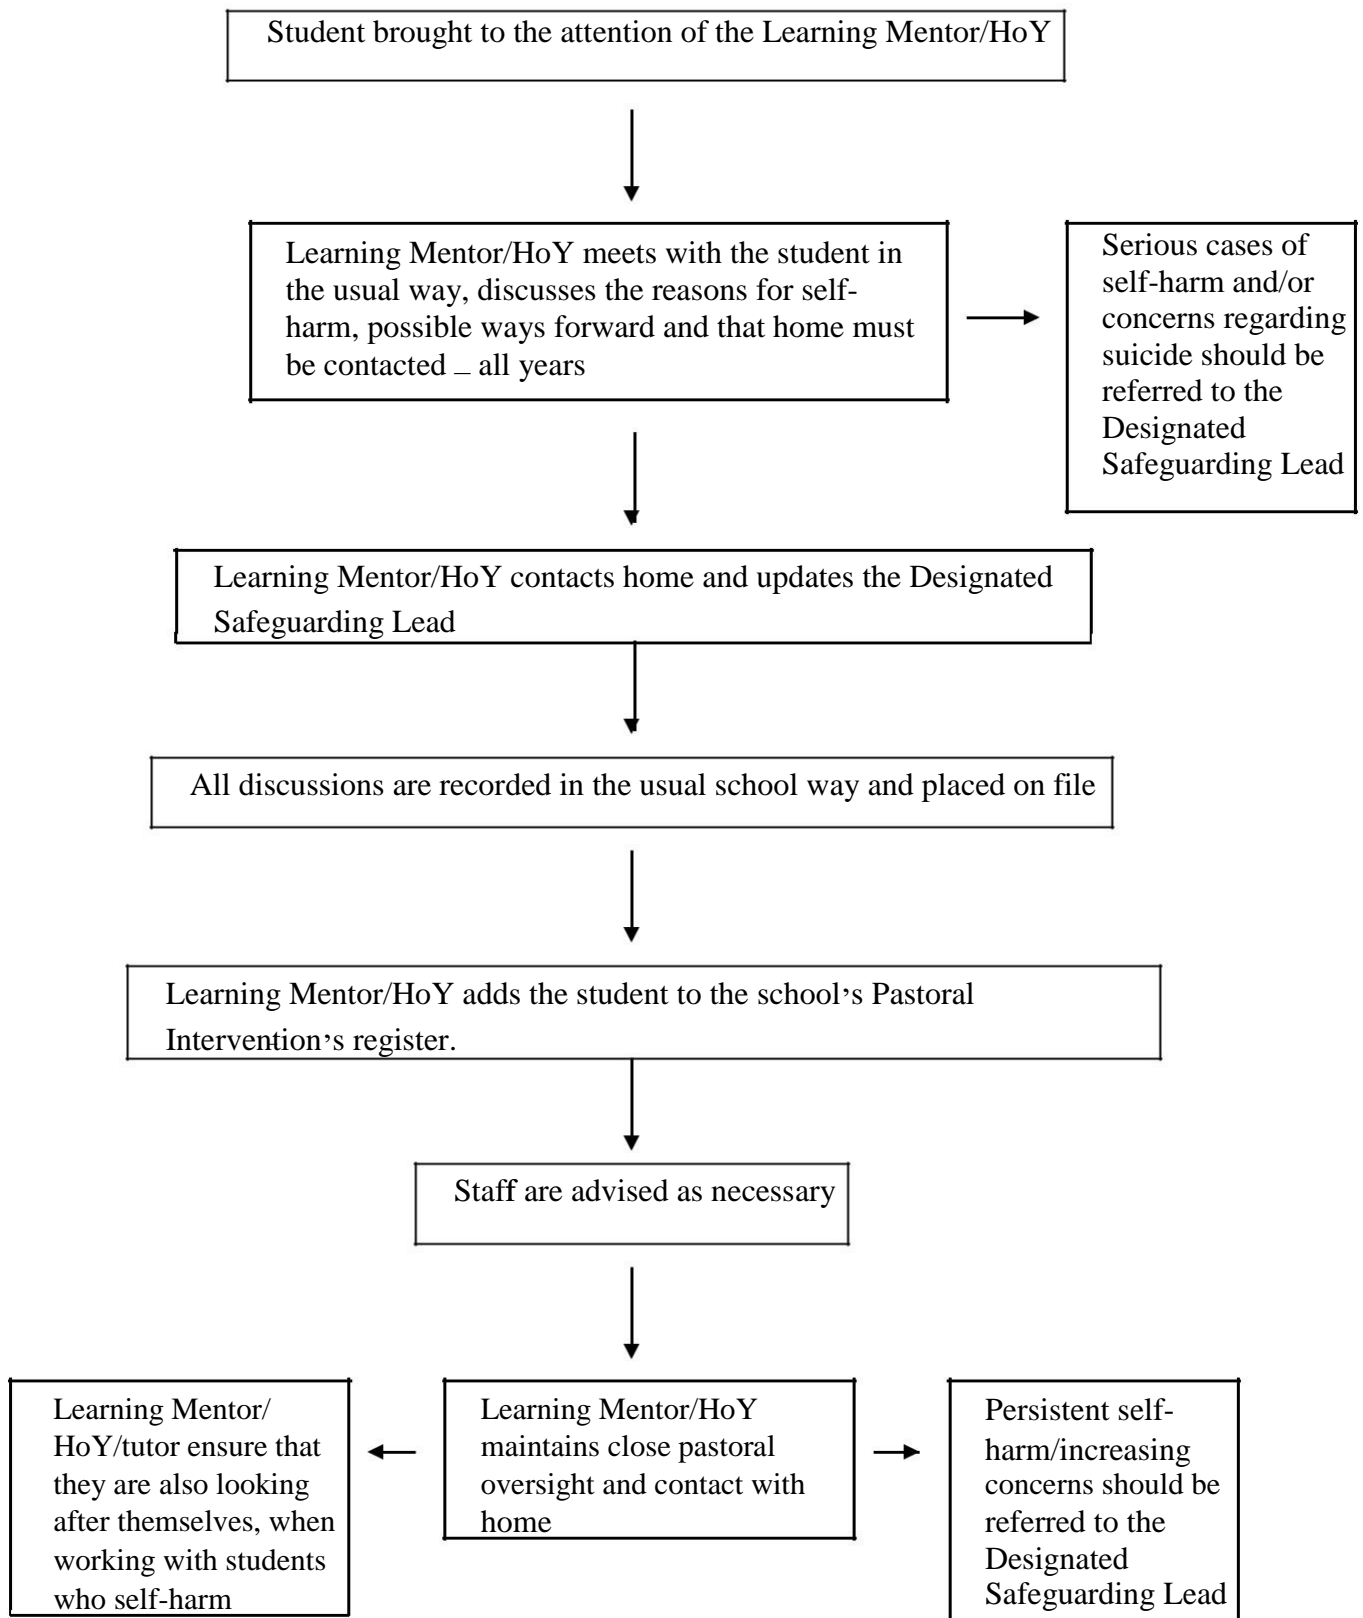 Student brought to the attention of the Learning Mentor/HoY
Learning Mentor/HoY meets with the student in
the usual way, discusses the reasons for self-
harm, possible ways forward and that home must
be contacted – all years
Serious cases of
self-harm and/or
concerns regarding
suicide should be
referred to the
Designated
Safeguarding Lead
Learning Mentor/HoY contacts home and updates the Designated
Safeguarding Lead
All discussions are recorded in the usual school way and placed on file
Learning Mentor/HoY adds the student to the school’s Pastoral
Intervention’s register.
Staff are advised as necessary
Learning Mentor/
HoY/tutor ensure that
they are also looking
after themselves, when
working with students
who self-harm
Learning Mentor/HoY
maintains close pastoral
oversight and contact with
home
Persistent self-
harm/increasing
concerns should be
referred to the
Designated
Safeguarding Lead